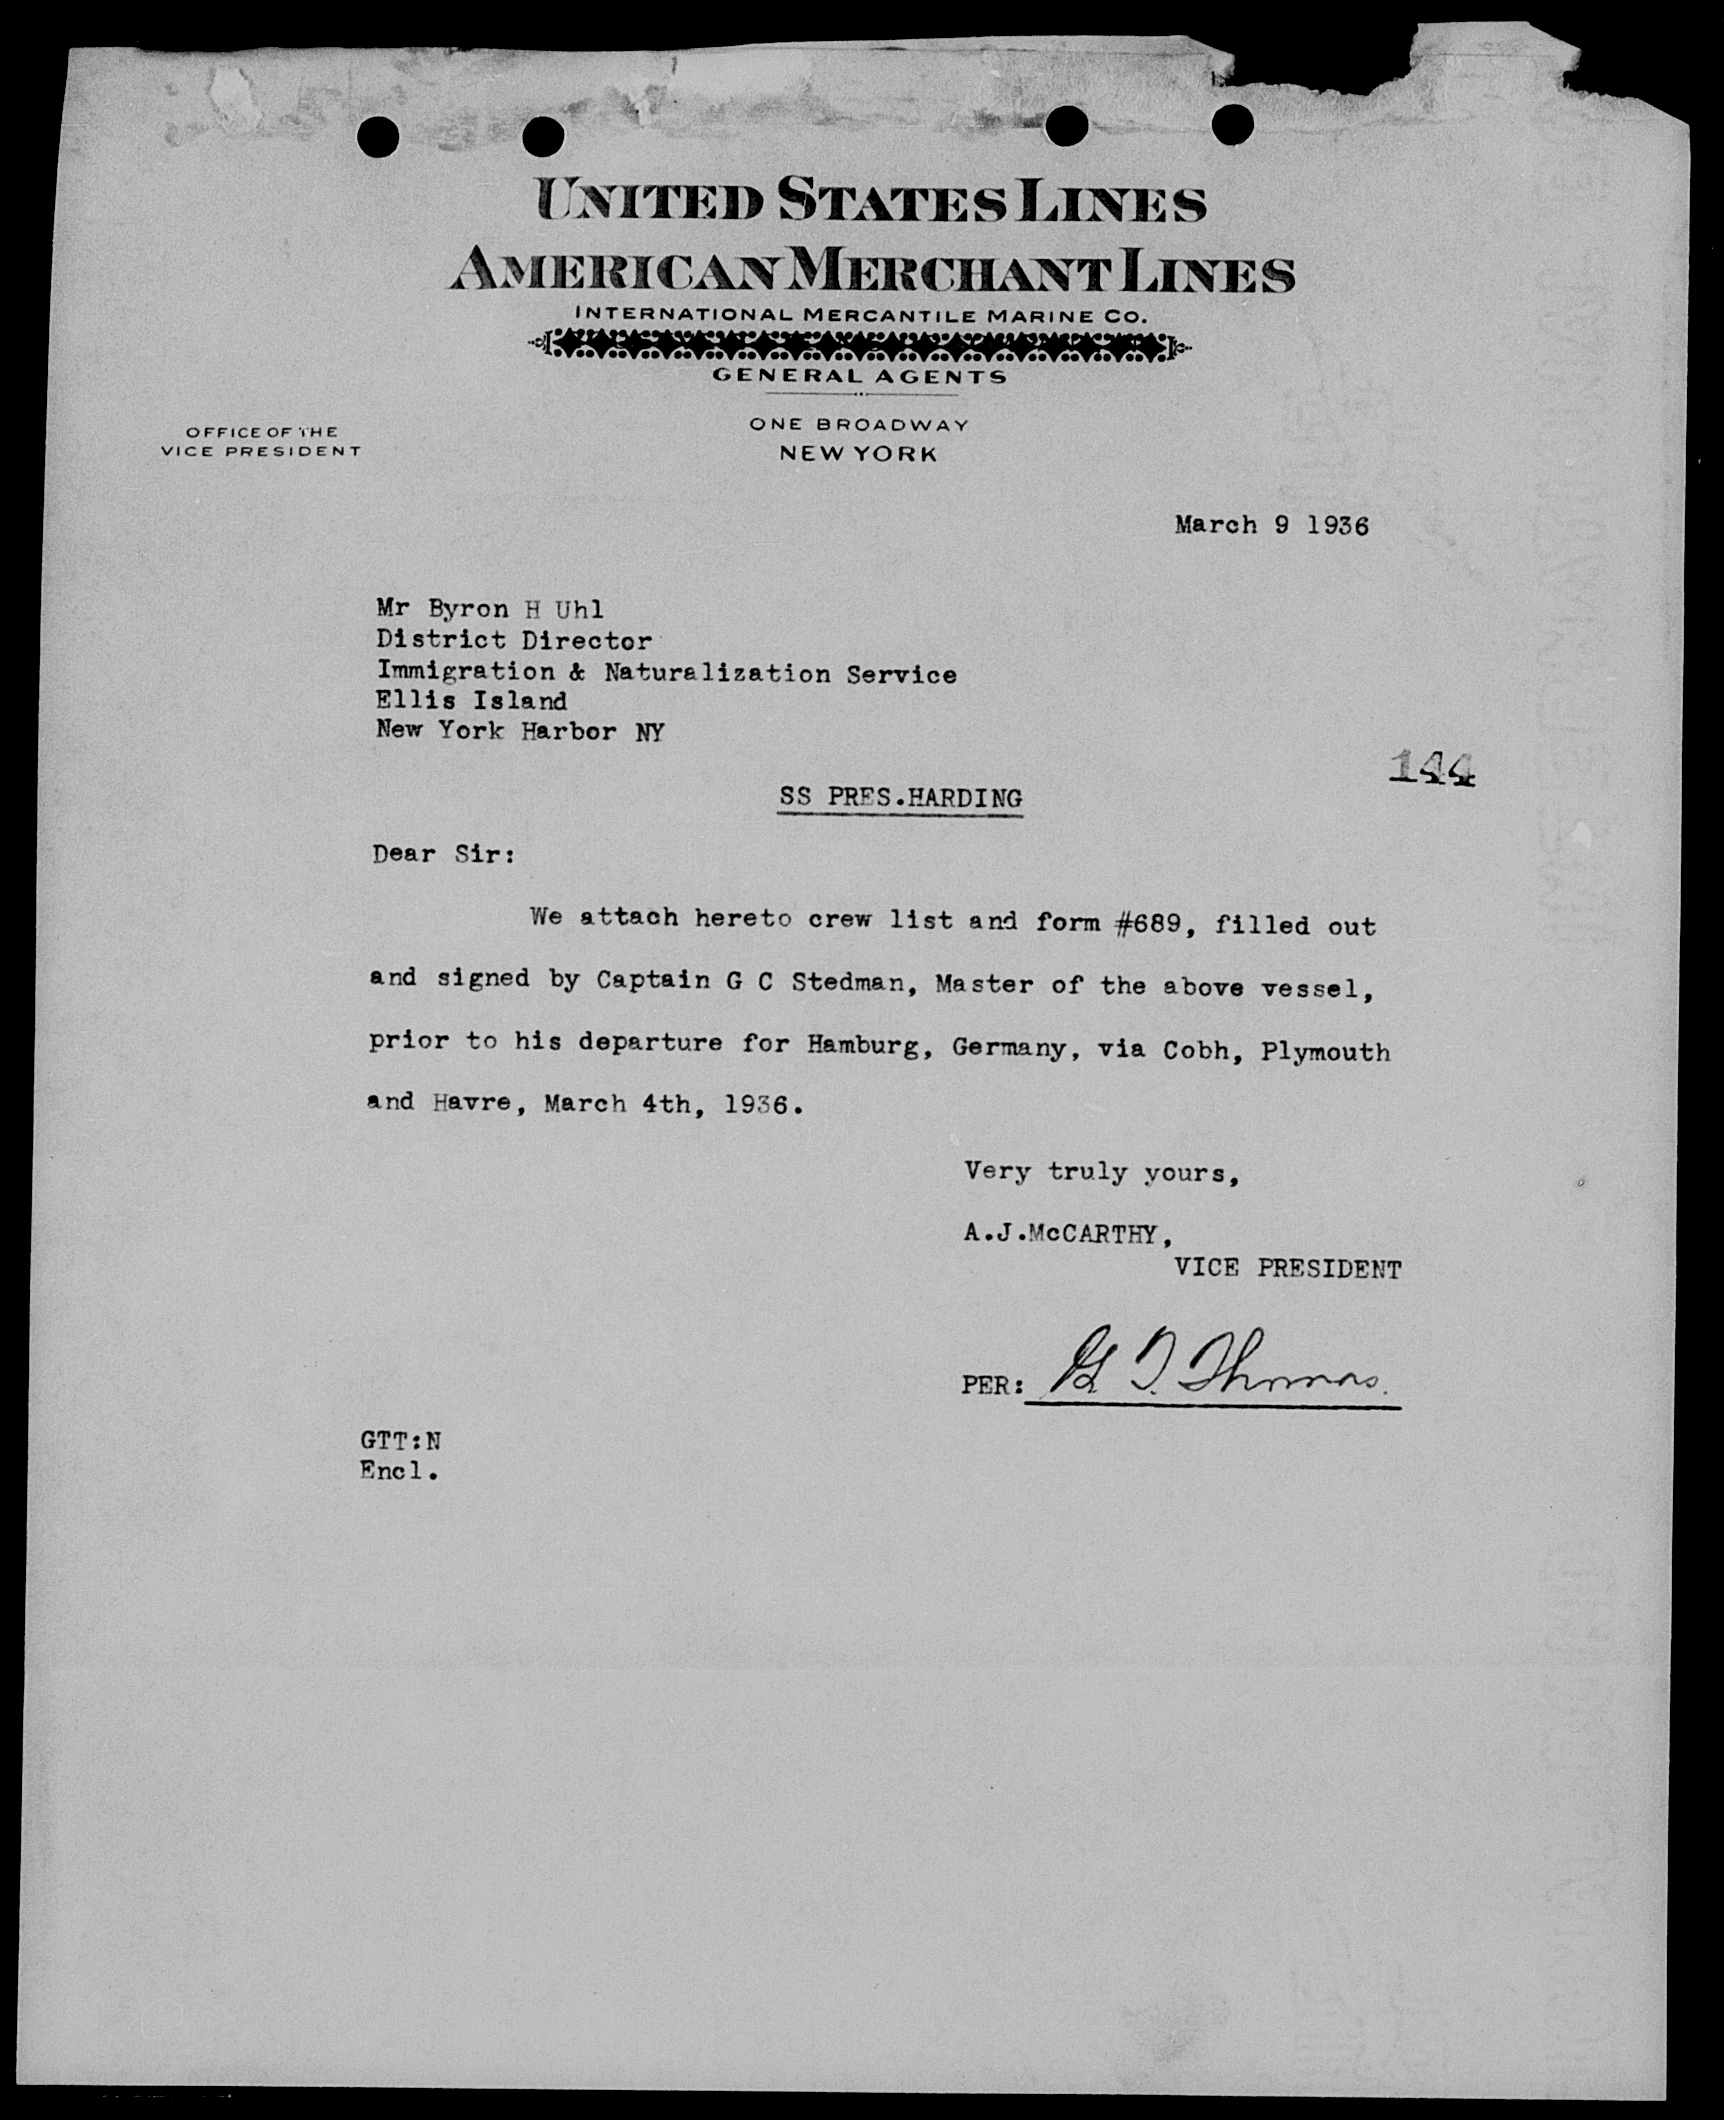 UNITED STATES LINES
AMERICAN MERCHANT LINES
INTERNATIONAL MERCANTILE MARINE CO.
GENERAL AGENTS
OFFICE OF THE
VICE PRESIDENT
ONE BROADWAY
NEW YORK
March 9 1936
Mr Byron H Uhl
District Director
Immigration & Naturalization Service
Ellis Island
New York Harbor NY
144
SS PRES.HARDING
Dear Sir:
We attach hereto crew list and form #689, filled out
and signed by Captain G C Stedman, Master of the above vessel,
prior to his departure for Hamburg, Germany, via Cobh, Plymouth
and Havre, March 4th, 1936.
Very truly yours,
A.J.McCARTHY,
VICE PRESIDENT
PER: G T. Thomas.
GTT:N
Encl.